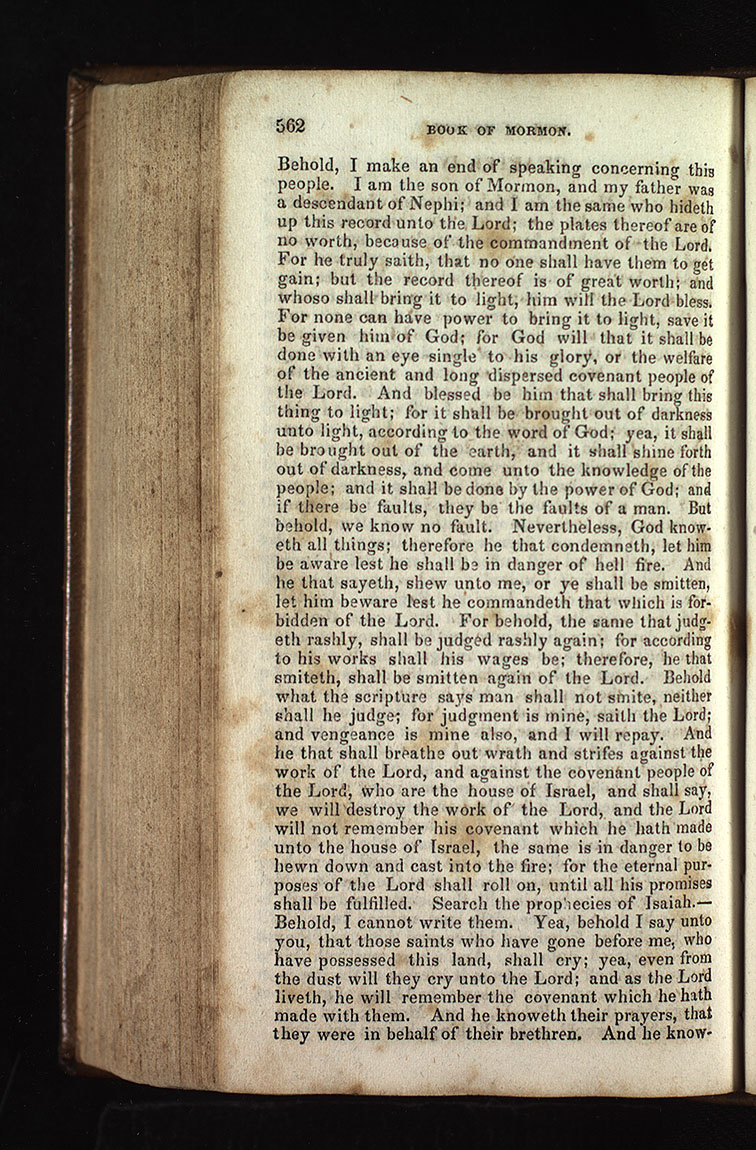 562
BOOK OF MORMON.
Behold, I make an end of speaking concerning this
people. I am the son of Mormon, and my father was
a descendant of Nephi; and I am the same who hideth
up this record unto the Lord; the plates thereof are of
no worth, because of the commandment of the Lord.
For he truly saith, that no one shall have them to get
gain; but the record thereof is of great worth; and
whoso shall bring it to light, him will the Lord bless.
For none can have power to bring it to light, save it
be given him of God; for God will that it shall be
done with an eye single to his glory, or the welfare
of the ancient and long dispersed covenant people of
the Lord. And blessed be him that shall bring this
thing to light; for it shall be brought out of darkness
unto light, according to the word of God; yea, it shall
be brought out of the earth, and it shall shine forth
out of darkness, and come unto the knowledge of the
people; and it shall be done by the power of God; and
if there be faults, they be the faults of a man. But
behold, we know no fault. Nevertheless, God know-
eth all things; therefore he that condemneth, let him
be aware lest he shall be in danger of hell fire. And
he that sayeth, shew unto me, or ye shall be smitten,
let him beware lest he commandeth that which is for-
bidden of the Lord. For behold, the same that judg-
eth rashly, shall be judged rashly again; for according
to his works shall his wages be; therefore, he that
smiteth, shall be smitten again of the Lord. Behold
what the scripture says man shall not smite, neither
shall he judge; for judgment is mine, saith the Lord;
and vengeance is mine also, and I will repay. And
he that shall breathe out wrath and strifes against the
work of the Lord, and against the covenant people of
the Lord, who are the house of Israel, and shall say,
we will destroy the work of the Lord, and the Lord
will not remember his covenant which he hath made
unto the house of Israel, the same is in danger to be
hewn down and cast into the fire; for the eternal pur-
poses of the Lord shall roll on, until all his promises
shall be fulfilled. Search the prophecies of Isaiah.—
Behold, I cannot write them. Yea, behold I say unto
you, that those saints who have gone before me, who
have possessed this land, shall cry; yea, even from
the dust will they cry unto the Lord; and as the Lord
liveth, he will remember the covenant which he hath
made with them. And he knoweth their prayers, that
they were in behalf of their brethren. And he know-